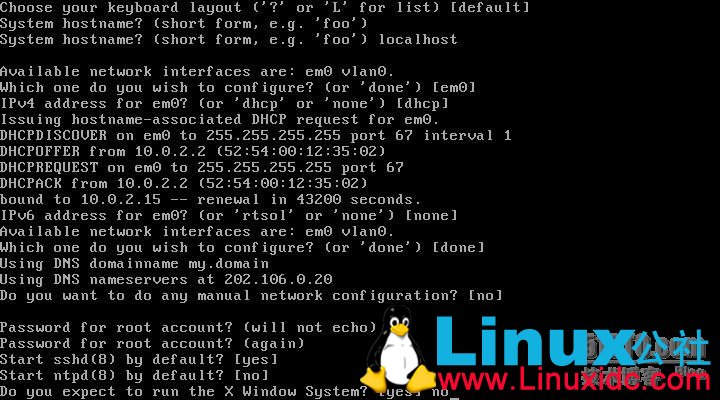 Choose your keyboard layout ('?' or 'L' for list) [default]
System hostname? (short form, e.g. 'foo')
System hostname? (short form, e.g. 'foo') localhost
Available network interfaces are: em0 vlan0.
Which one do you wish to configure? (or 'done') [em0]
IPv4 address for em0? (or 'dhcp' or 'none') [dhcp]
Issuing hostname-associated DHCP request for em0.
DHCPDISCOVER on em0 to 255.255.255.255 port 67 interval 1
DHCPOFFER from 10.0.2.2 (52:54:00:12:35:02)
DHCPREQUEST on em0 to 255.255.255.255 port 67
DHCPACK from 10.0.2.2 (52:54:00:12:35:02)
bound to 10.0.2.15 -- renewal in 43200 seconds.
IPv6 address for em0? (or 'rtsol' or 'none') [none]
Available network interfaces are: em0 vlan0.
Which one do you wish to configure? (or 'done') [done]
Using DNS domainname my.domain
Using DNS nameservers at 202.106.0.20
Do you want to do any manual network configuration? [no]
Password for root account? (will not echo)
Password for root account? (again)
Start sshd(8) by default? [yes]
Start ntpd(8) by default? [no]
Do you expect to run the X Window System? [yes] no
Linux公社
www.Linuxidc.com